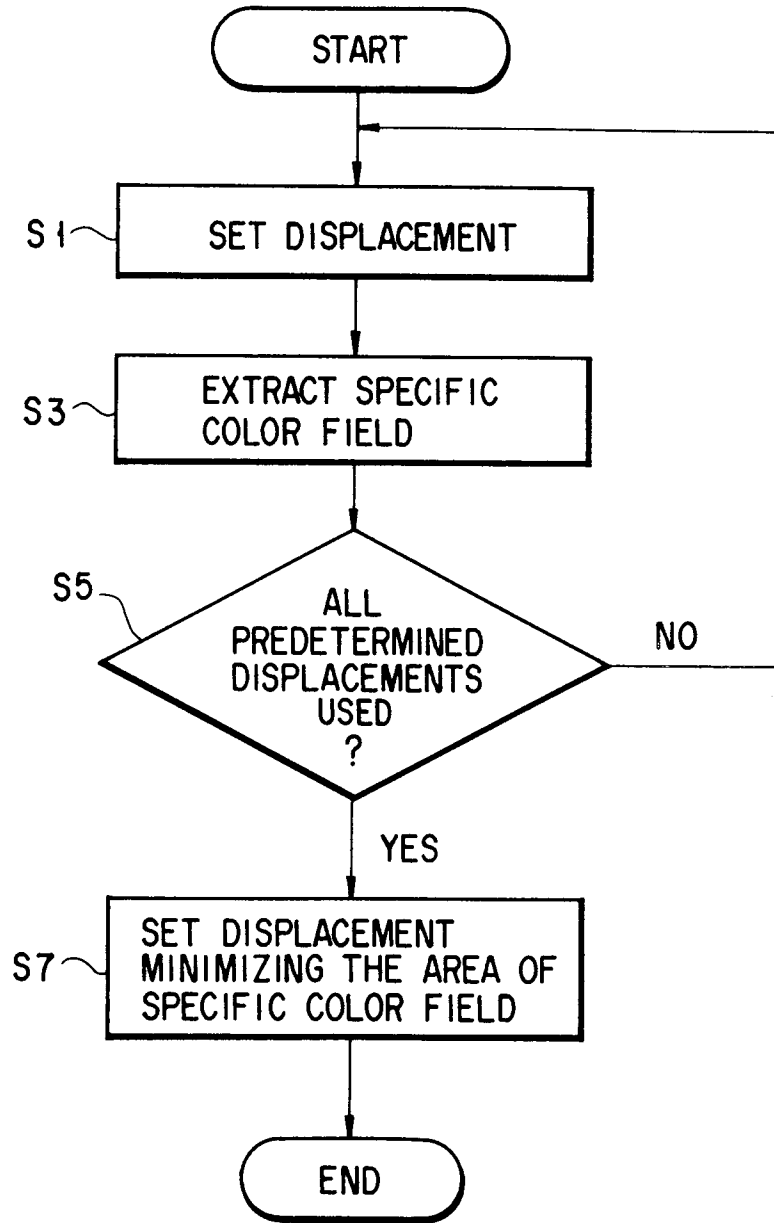 START
S1
SET DISPLACEMENT
S3
EXTRACT SPECIFIC
COLOR FIELD
S5
ALL
PREDETERMINED
DISPLACEMENTS
USED
?
NO
YES
S7
SET DISPLACEMENT
MINIMIZING THE AREA OF
SPECIFIC COLOR FIELD
END